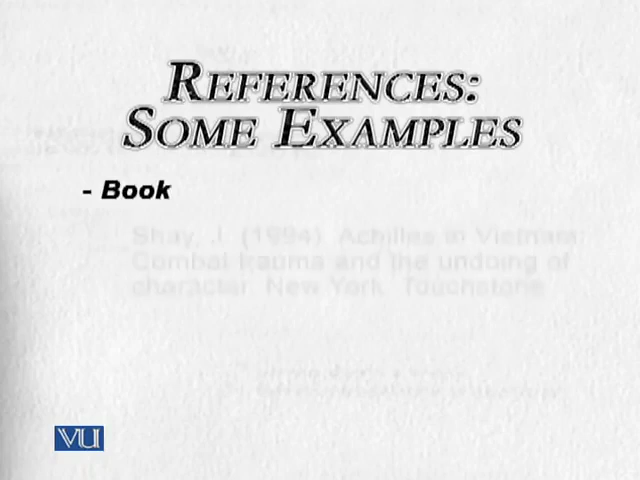 REFERENCES:
SOME EXAMPLES
- Book
Shay, J. (1994) Achilles in Vietnam:
Combat trauma and the undoing of
character. New York: Touchstone
VU